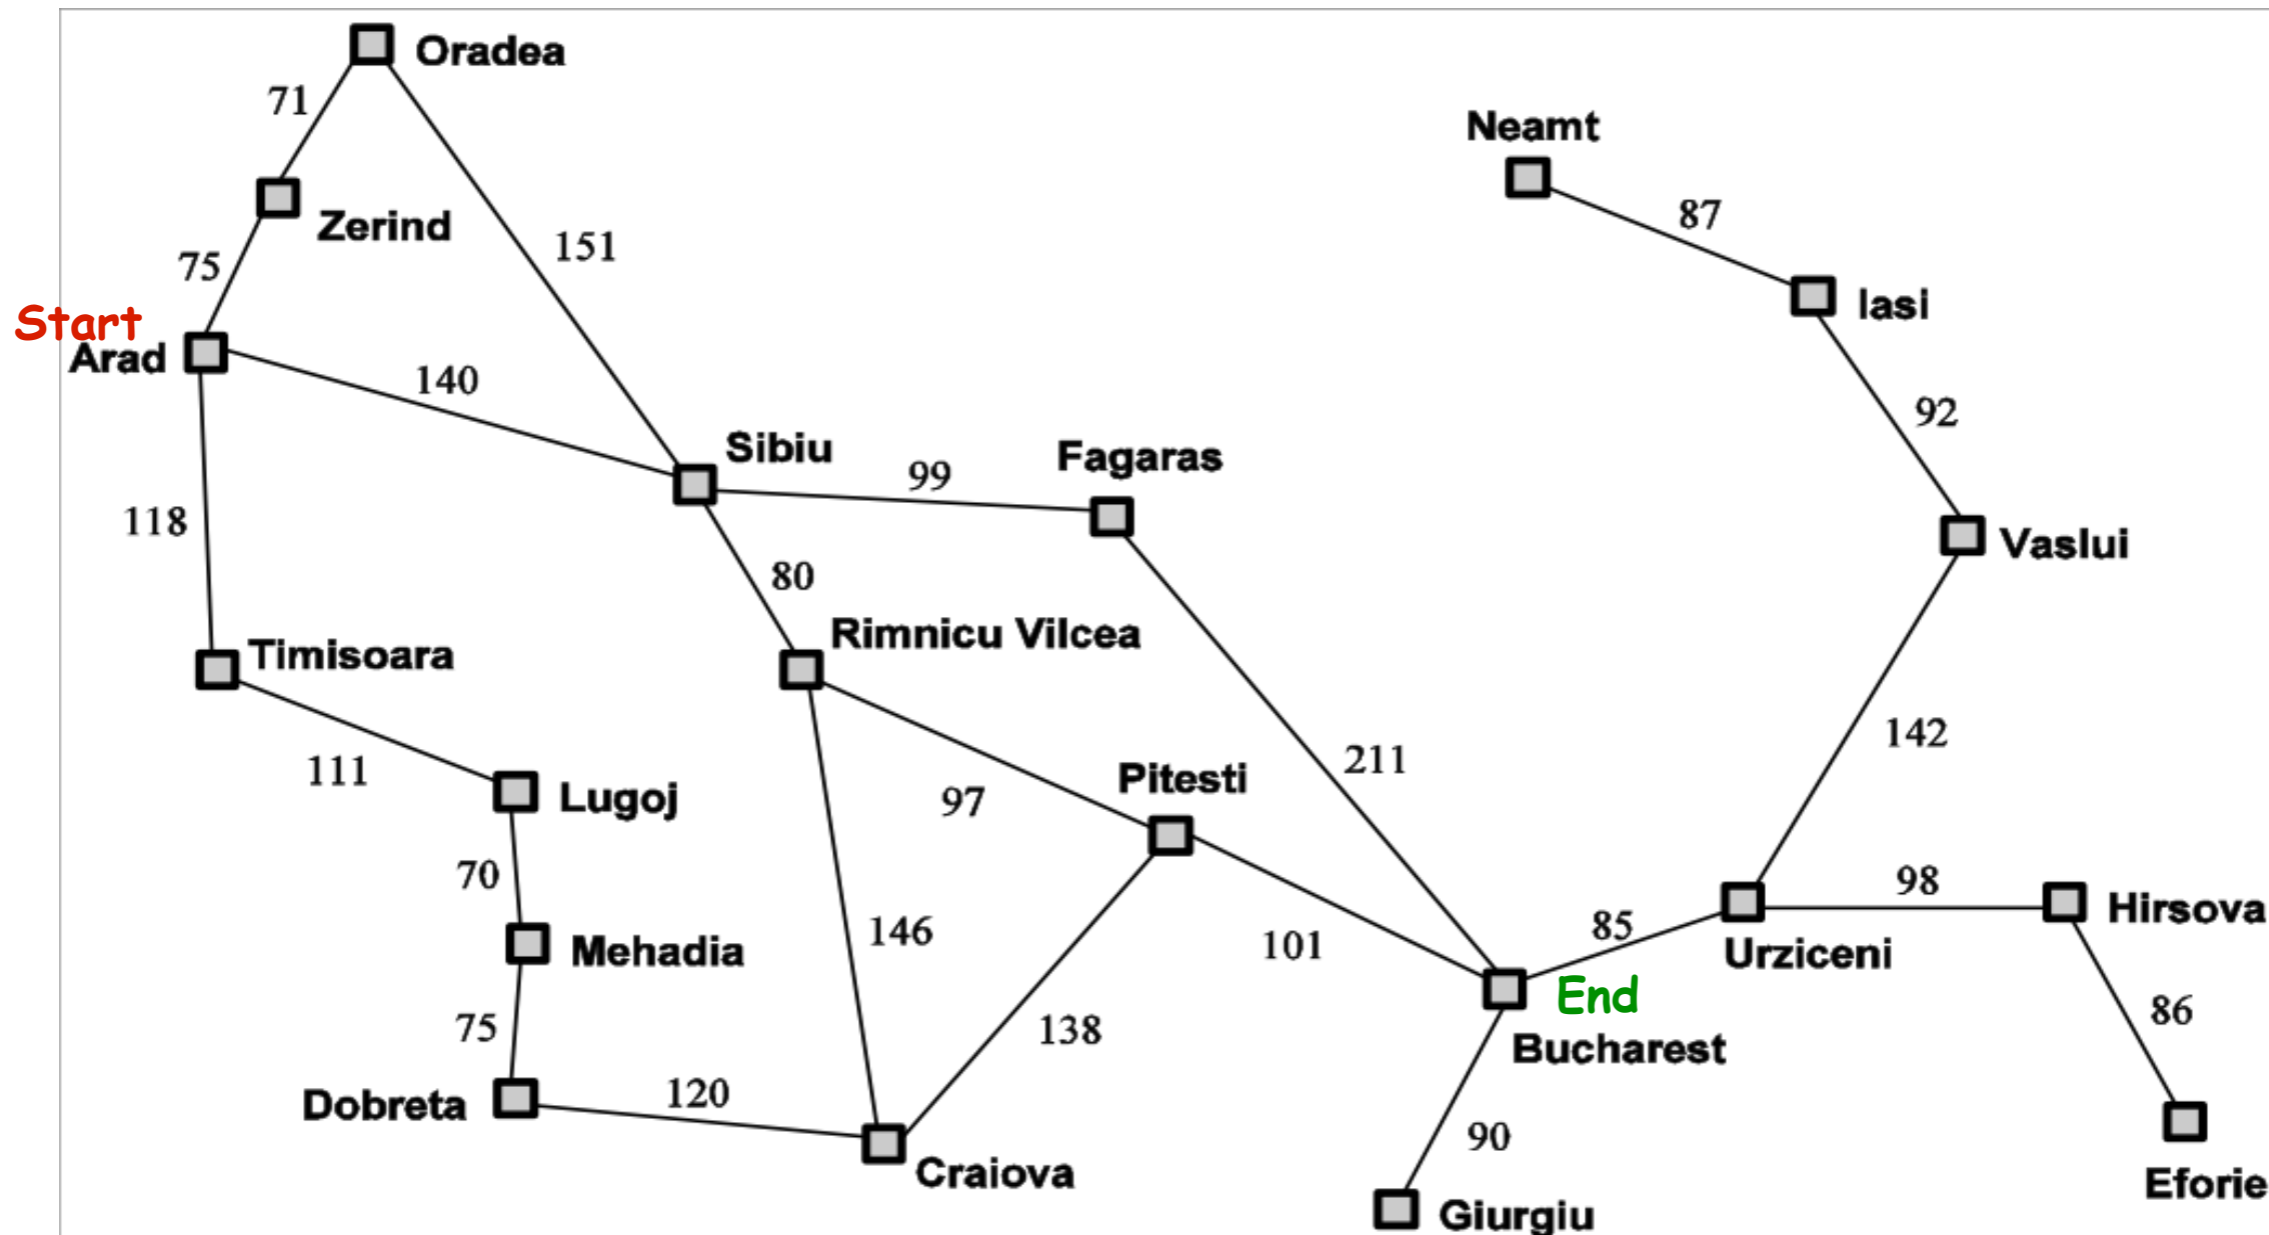 Oradea
71
Neamt
87
Zerind
151
75
Iasi
Start
Arad
140
92
Sibiu
99
Fagaras
118
Vaslui
80
Rimnicu Vilcea
Timisoara
142
211
111
Pitesti
97
Lugoj
70
98
Hirsova
146
85
101
Urziceni
Mehadia
End
86
75
138
Bucharest
120
Dobreta
90
Craiova
Eforie
Giurgiu